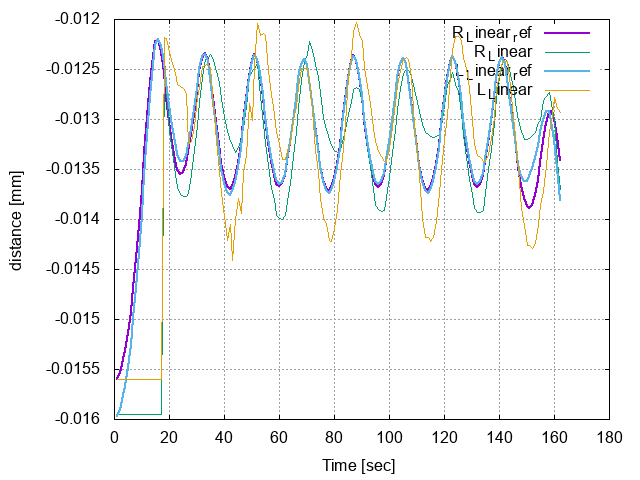 -0.012
RLinearref
RLinear
-0.0125
LLinearref
LLinear
-0.013
-0.0135
-0.014
-0.0145
-0.015
-0.0155
-0.016
distance [mm]
0 20 40 60 80 100 120 140 160 180
Time [sec]